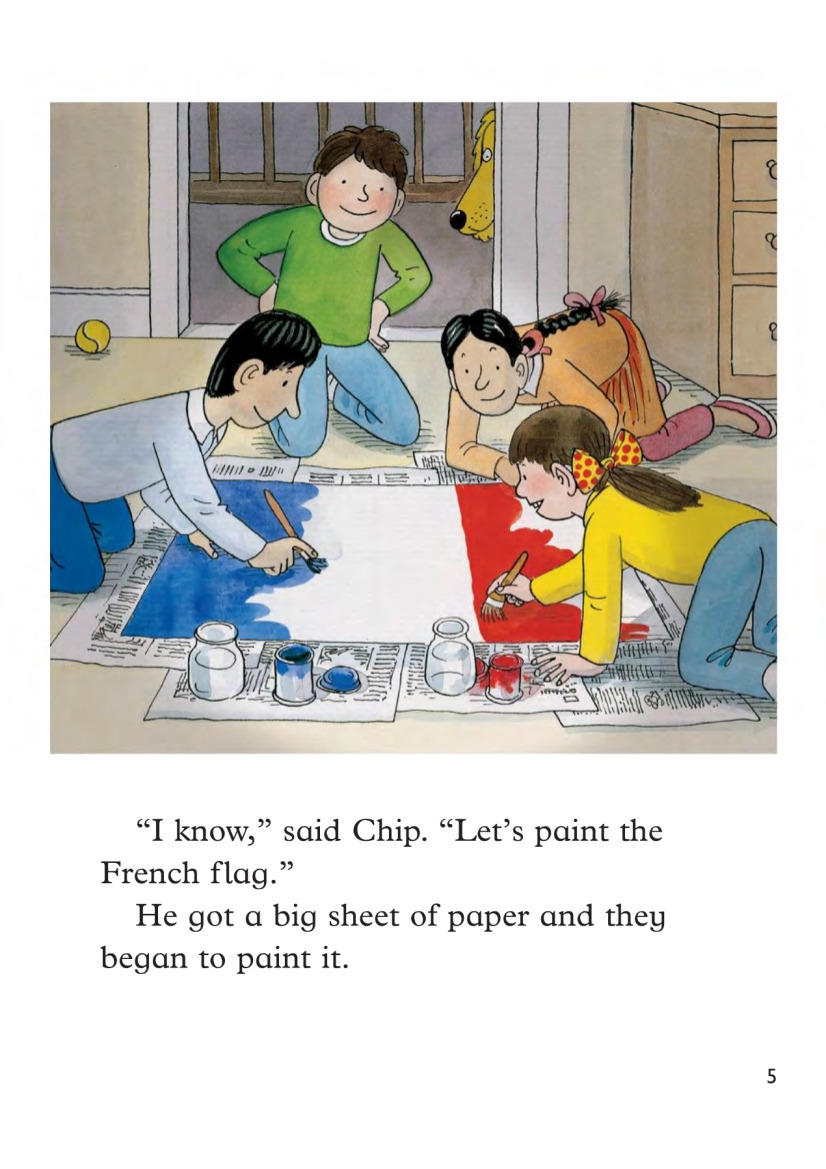 “I know,” said Chip. “Let’s paint the
French flag.”
He got a big sheet of paper and they
began to paint it.
5